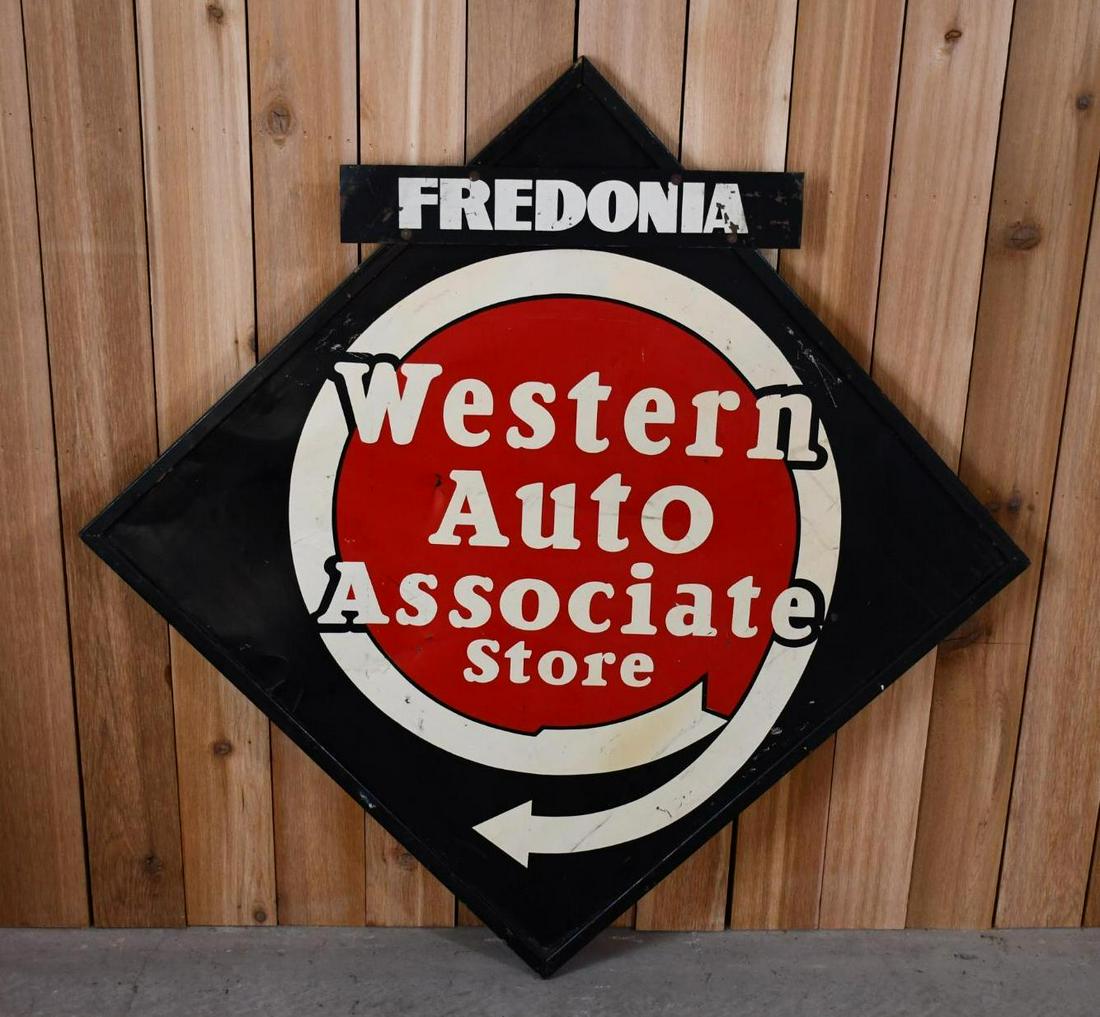 FREDONIA
Western
Auto
Associate
Store